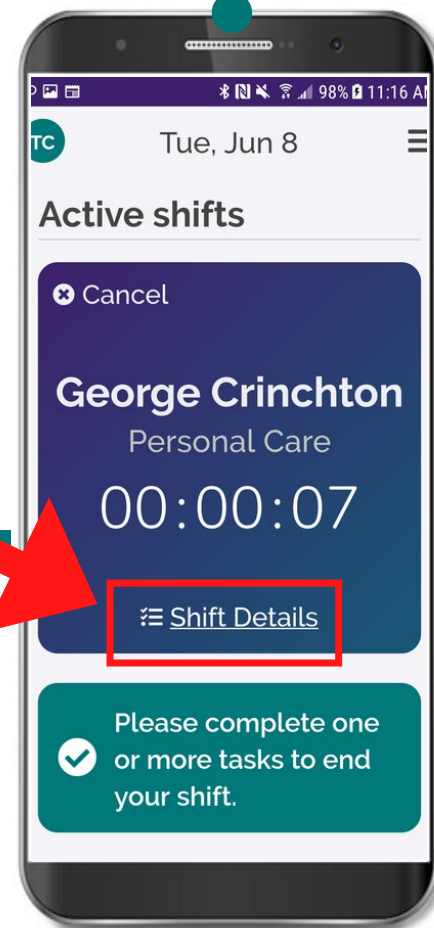 98% 11:16 A
TC
Tue, Jun 8
Active shifts
Cancel
George Crinchton
Personal Care
00:00:07
Shift Details
Please complete one
or more tasks to end
your shift.